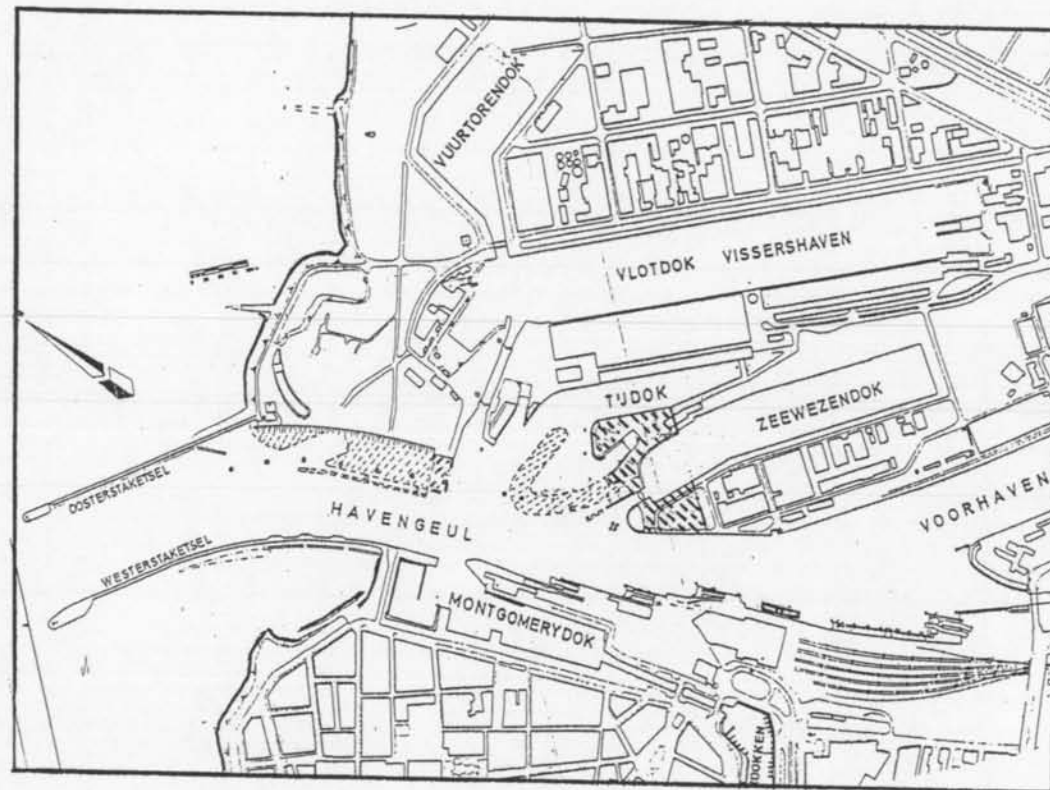 VUURTORENDOK
VLOTDOK VISSERSHAVEN
TIJDOK
ZEEWEZENDOK
OOSTERSTAKETSEL
HAVENGEUL
VOORHAVEN
WESTERSTAKETSEL
MONTGOMERYDOK
DOKKEN